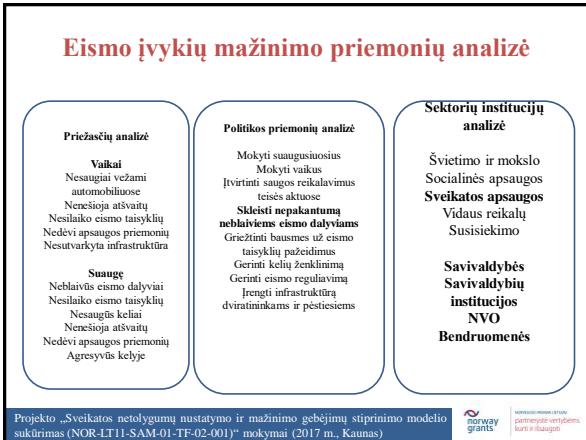 Eismo įvykių mažinimo priemonių analizė
Priežasčių analizė
Vaikai
Nesaugiai vežami
automobiliuose
Nenešioja atšvaitų
Nesilaiko eismo taisyklių
Nedėvi apsaugos priemonių
Nesutvarkyta infrastruktūra
Suaugę
Neblaivūs eismo dalyviai
Nesilaiko eismo taisyklių
Nesaugūs keliai
Nenešioja atšvaitų
Nedėvi apsaugos priemonių
Agresyvūs kelyje
Politikos priemonių analizė
Mokyti suaugusiuosius
Mokyti vaikus
Įtvirtinti saugos reikalavimus
teisės aktuose
Skleisti nepakantumą
neblaiviems eismo dalyviams
Griežtinti bausmes už eismo
taisyklių pažeidimus
Gerinti kelių ženklinimą
Gerinti eismo reguliavimą
Įrengti infrastruktūrą
dviratininkams ir pėstiesiems
Sektorių institucijų
analizė
Švietimo ir mokslo
Socialinės apsaugos
Sveikatos apsaugos
Vidaus reikalų
Susisiekimo
Savivaldybės
Savivaldybių
institucijos
NVO
Bendruomenės
Projekto „Sveikatos netolygumų nustatymo ir mažinimo gebėjimų stiprinimo modelio
sukūrimas (NOR-LT11-SAM-01-TF-02-001)“ mokymai (2017 m., Kaunas)
norway
grants
partnerystė vertybėms
kurti ir išsaugoti